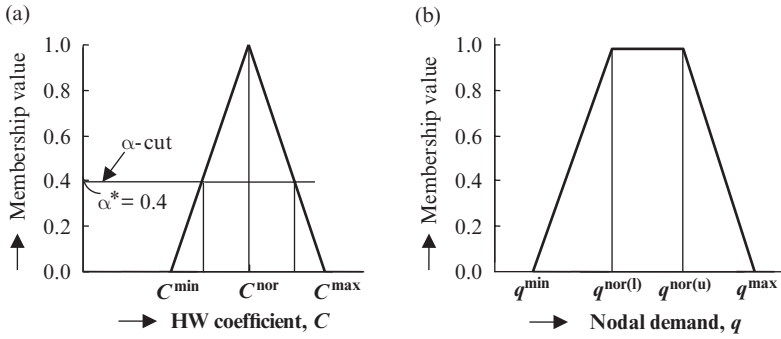 (a)
Membership value
1.0
0.8
0.6
0.4
0.2
0.0
α-cut
α* = 0.4
C^min C^nor C^max
HW coefficient, C
(b)
Membership value
1.0
0.8
0.6
0.4
0.2
0.0
q^min q^nor(l) q^nor(u) q^max
Nodal demand, q